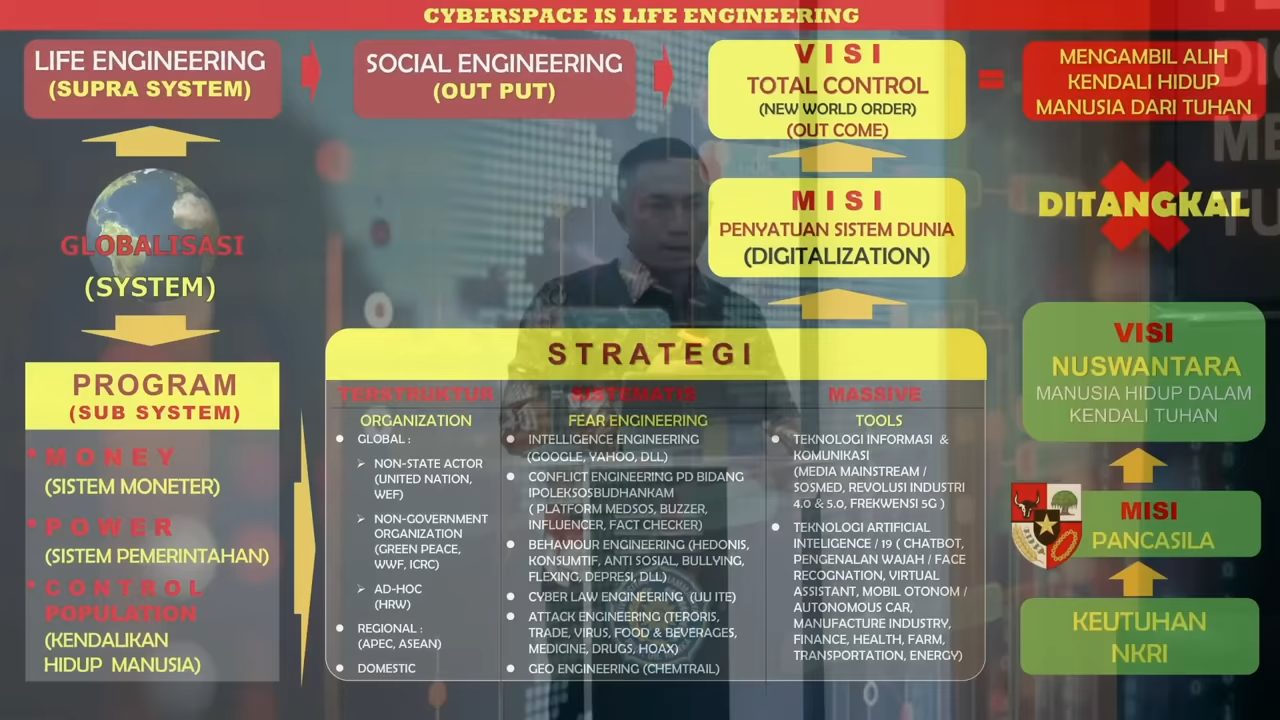 CYBERSPACE IS LIFE ENGINEERING
LIFE ENGINEERING
(SUPRA SYSTEM)
SOCIAL ENGINEERING
(OUT PUT)
V I S I
TOTAL CONTROL
(NEW WORLD ORDER)
(OUT COME)
=
MENGAMBIL ALIH
KENDALI HIDUP
MANUSIA DARI TUHAN
GLOBALISASI
(SYSTEM)
M I S I
PENYATUAN SISTEM DUNIA
(DIGITALIZATION)
DITANGKAL
PROGRAM
(SUB SYSTEM)
• M O N E Y
(SISTEM MONETER)
• P O W E R
(SISTEM PEMERINTAHAN)
• C O N T R O L
POPULATION
(KENDALIKAN
HIDUP MANUSIA)
S T R A T E G I
TERSTRUKTUR
ORGANIZATION
● GLOBAL :
➢ NON-STATE ACTOR
(UNITED NATION,
WEF)
➢ NON-GOVERNMENT
ORGANIZATION
(GREEN PEACE,
WWF, ICRC)
➢ AD-HOC
(HRW)
● REGIONAL :
(APEC, ASEAN)
● DOMESTIC
SISTEMATIS
FEAR ENGINEERING
● INTELLIGENCE ENGINEERING
(GOOGLE, YAHOO, DLL)
● CONFLICT ENGINEERING PD BIDANG
IPOLEKSOSBUDHANKAM
( PLATFORM MEDSOS, BUZZER,
INFLUENCER, FACT CHECKER)
● BEHAVIOUR ENGINEERING (HEDONIS,
KONSUMTIF, ANTI SOSIAL, BULLYING,
FLEXING, DEPRESI, DLL)
● CYBER LAW ENGINEERING (UU ITE)
● ATTACK ENGINEERING (TERORIS,
TRADE, VIRUS, FOOD & BEVERAGES,
MEDICINE, DRUGS, HOAX)
● GEO ENGINEERING (CHEMTRAIL)
MASSIVE
TOOLS
● TEKNOLOGI INFORMASI &
KOMUNIKASI
(MEDIA MAINSTREAM /
SOSMED, REVOLUSI INDUSTRI
4.0 & 5.0, FREKWENSI 5G )
● TEKNOLOGI ARTIFICIAL
INTELIGENCE / 19 ( CHATBOT,
PENGENALAN WAJAH / FACE
RECOGNATION, VIRTUAL
ASSISTANT, MOBIL OTONOM /
AUTONOMOUS CAR,
MANUFACTURE INDUSTRY,
FINANCE, HEALTH, FARM,
TRANSPORTATION, ENERGY)
VISI
NUSWANTARA
MANUSIA HIDUP DALAM
KENDALI TUHAN
MISI
PANCASILA
KEUTUHAN
NKRI